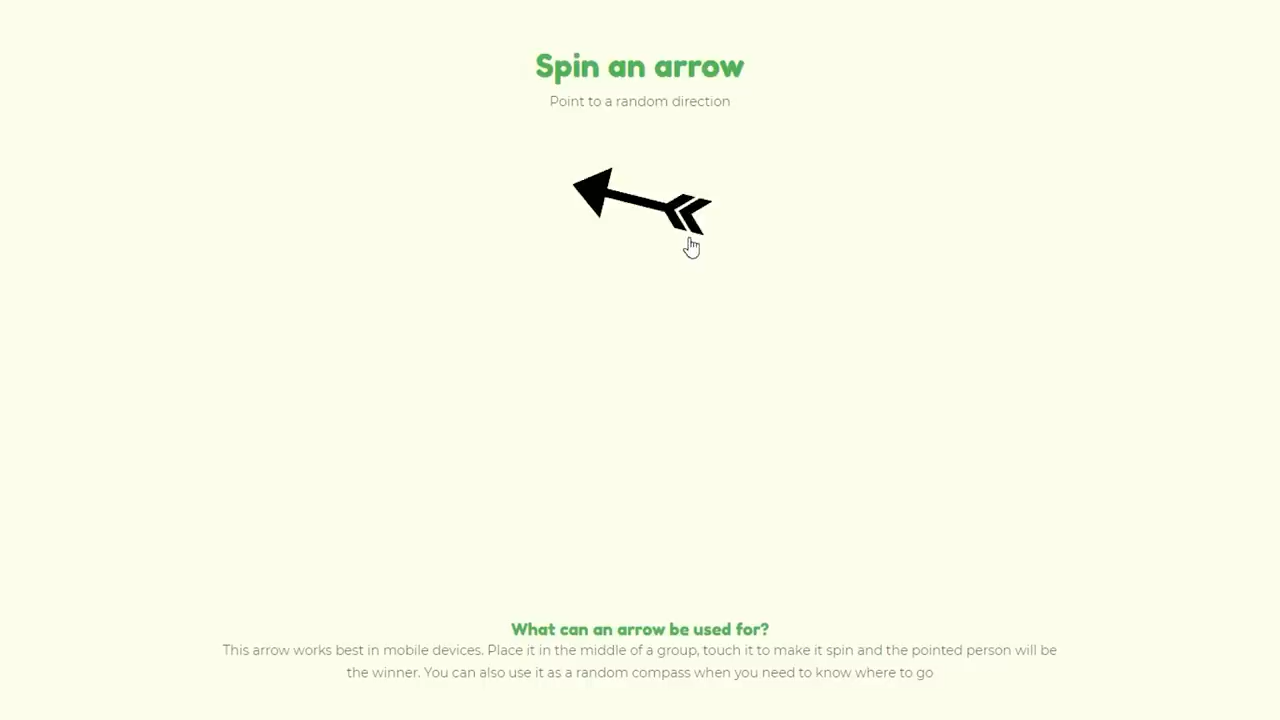 Spin an arrow
Point to a random direction
What can an arrow be used for?
This arrow works best in mobile devices. Place it in the middle of a group, touch it to make it spin and the pointed person will be
the winner. You can also use it as a random compass when you need to know where to go